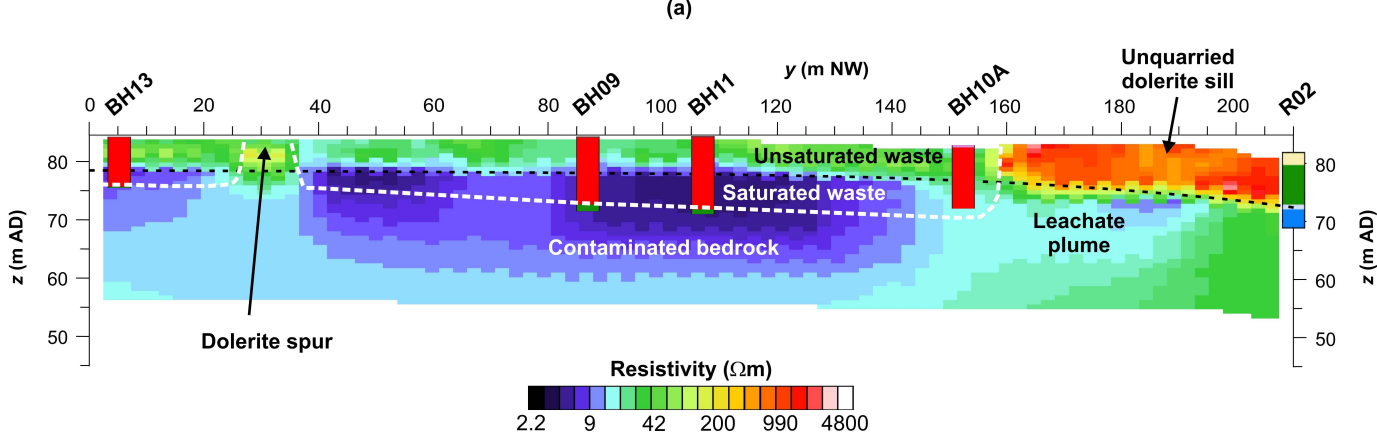 (a)
Unquarried
dolerite sill
y (m NW)
BH13
BH09
BH11
BH10A
R02
0 20 40 60 80 100 120 140 160 180 200
80
70
60
50
z (m AD)
80
70
60
50
z (m AD)
Unsaturated waste
Saturated waste
Contaminated bedrock
Leachate
plume
Dolerite spur
Resistivity (Ωm)
2.2 9 42 200 990 4800